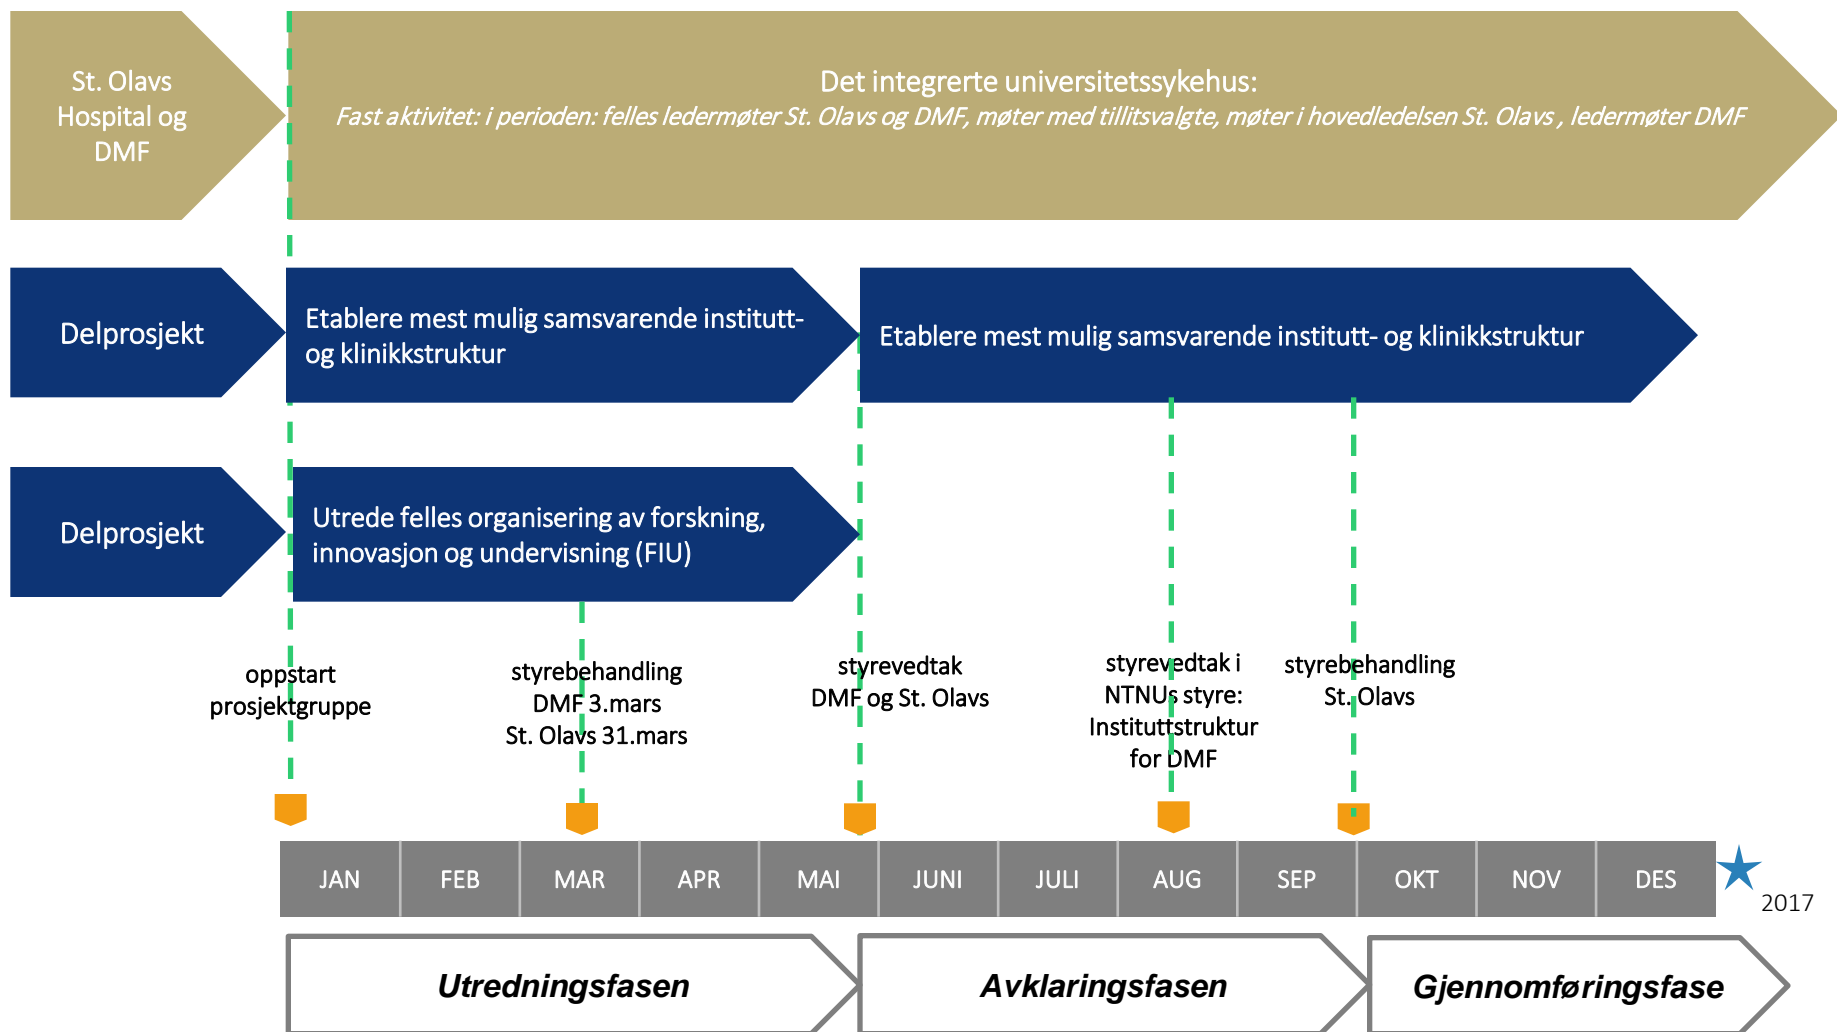 St. Olavs
Hospital og
DMF
Det integrerte universitetssykehus:
Fast aktivitet: i perioden: felles ledermøter St. Olavs og DMF, møter med tillitsvalgte, møter i hovedledelsen St. Olavs , ledermøter DMF
Delprosjekt
Etablere mest mulig samsvarende institutt-
og klinikkstruktur
Etablere mest mulig samsvarende institutt- og klinikkstruktur
Delprosjekt
Utrede felles organisering av forskning,
innovasjon og undervisning (FIU)
oppstart
prosjektgruppe
styrebehandling
DMF 3.mars
St. Olavs 31.mars
styrevedtak
DMF og St. Olavs
styrevedtak i
NTNUs styre:
Instituttstruktur
for DMF
styrebehandling
St. Olavs
JAN
FEB
MAR
APR
MAI
JUNI
JULI
AUG
SEP
OKT
NOV
DES
2017
Utredningsfasen
Avklaringsfasen
Gjennomføringsfase